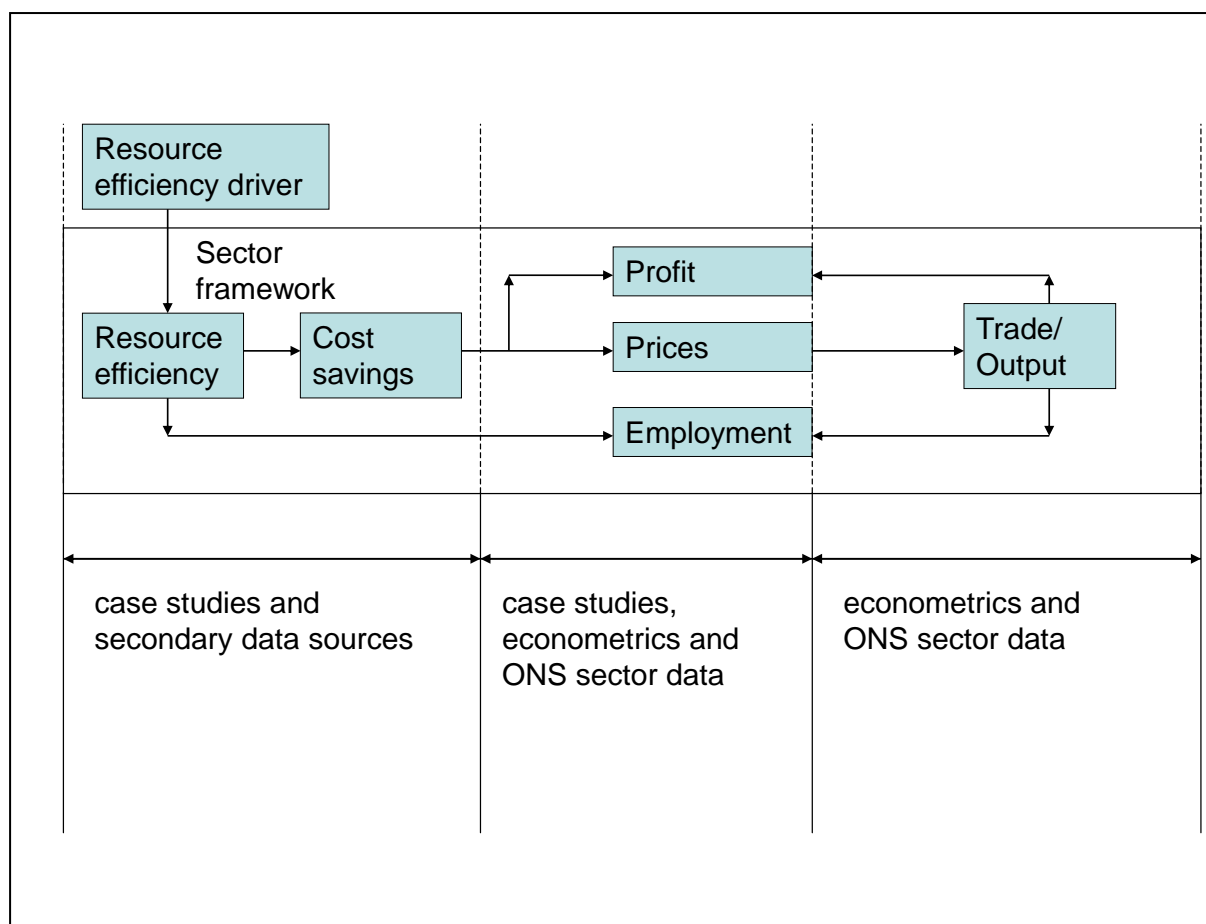 Resource
efficiency driver
Sector
framework
Resource
efficiency
Cost
savings
Profit
Prices
Employment
Trade/
Output
case studies and
secondary data sources
case studies,
econometrics and
ONS sector data
econometrics and
ONS sector data